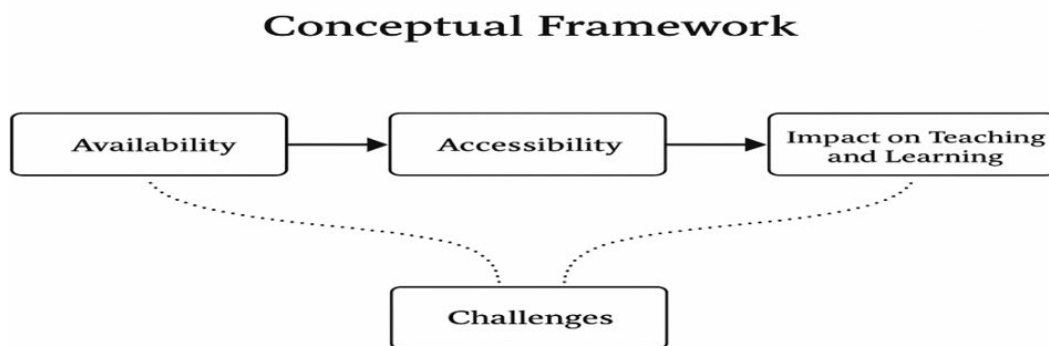 Conceptual Framework
Availability
Accessibility
Impact on Teaching
and Learning
Challenges